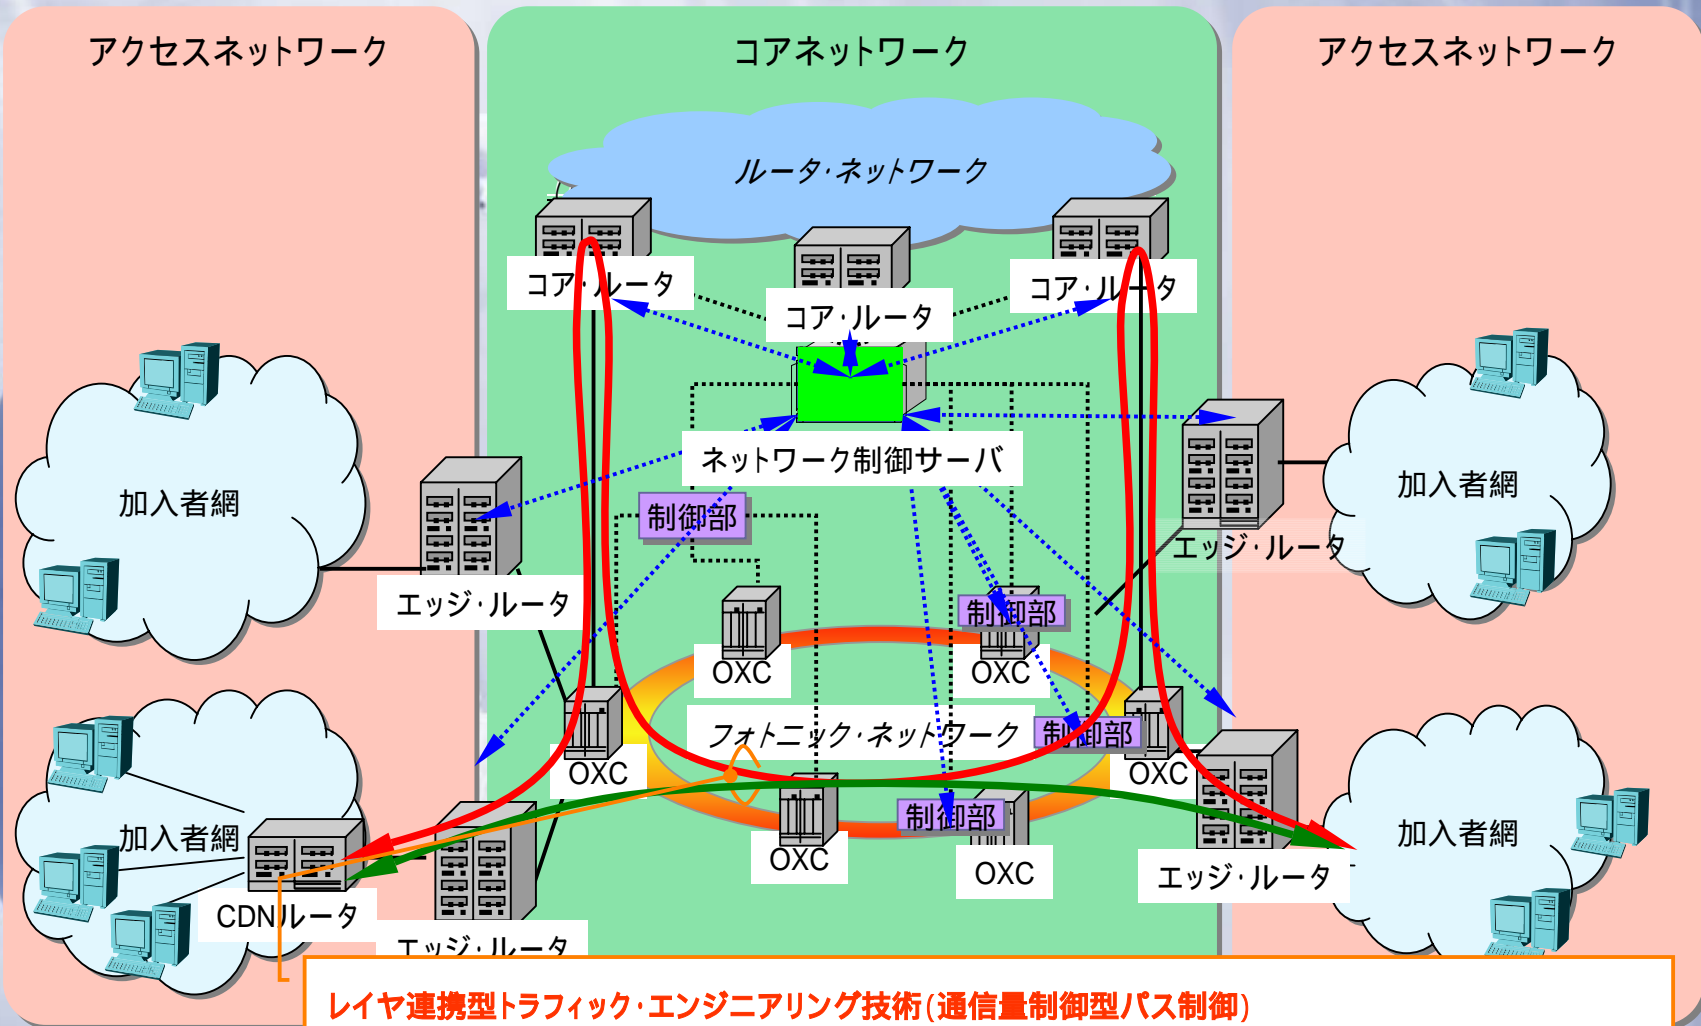 アクセスネットワーク
コアネットワーク
アクセスネットワーク
ルータ・ネットワーク
コア・ルータ
コア・ルータ
コア・ルータ
ネットワーク制御サーバ
加入者網
制御部
加入者網
エッジ・ルータ
エッジ・ルータ
制御部
OXC
OXC
フォトニック・ネットワーク
制御部
OXC
OXC
制御部
加入者網
加入者網
OXC
OXC
エッジ・ルータ
CDNルータ
エッジ・ルータ
レイヤ連携型トラフィック・エンジニアリング技術(通信量制御型パス制御)